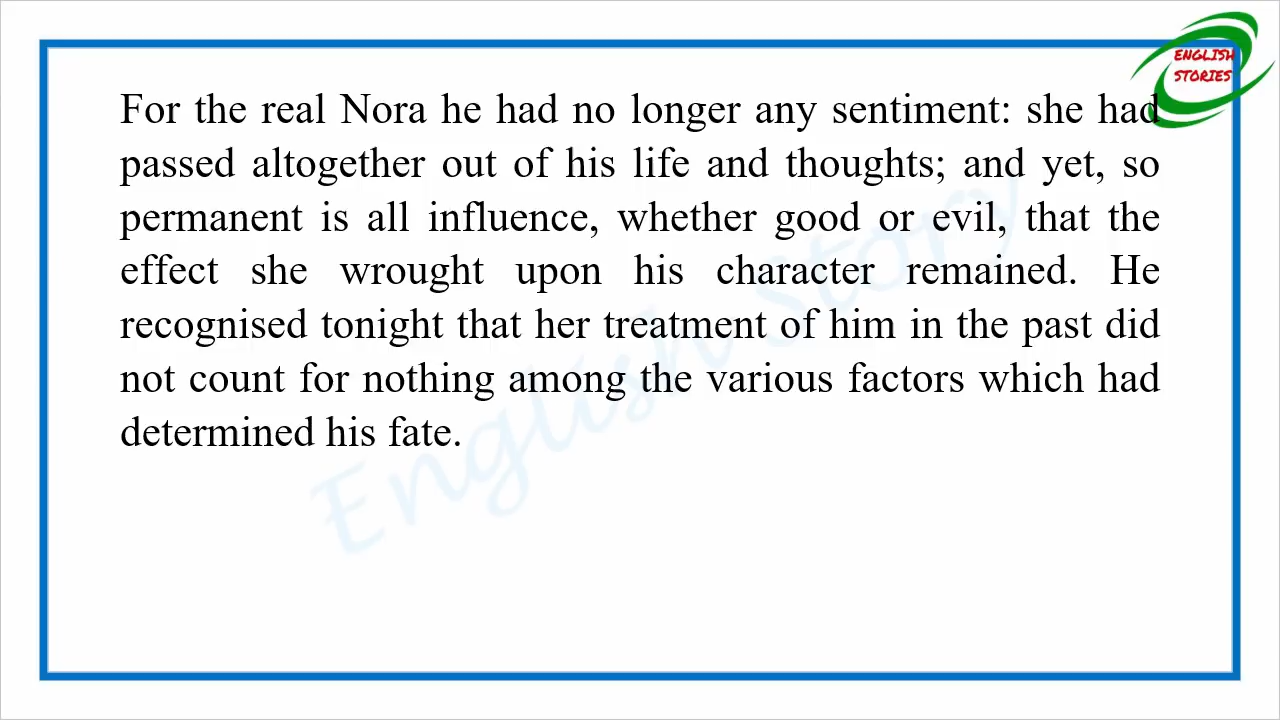 ENGLISH
STORIES
For the real Nora he had no longer any sentiment: she had
passed altogether out of his life and thoughts; and yet, so
permanent is all influence, whether good or evil, that the
effect she wrought upon his character remained. He
recognised tonight that her treatment of him in the past did
not count for nothing among the various factors which had
determined his fate.
English Story